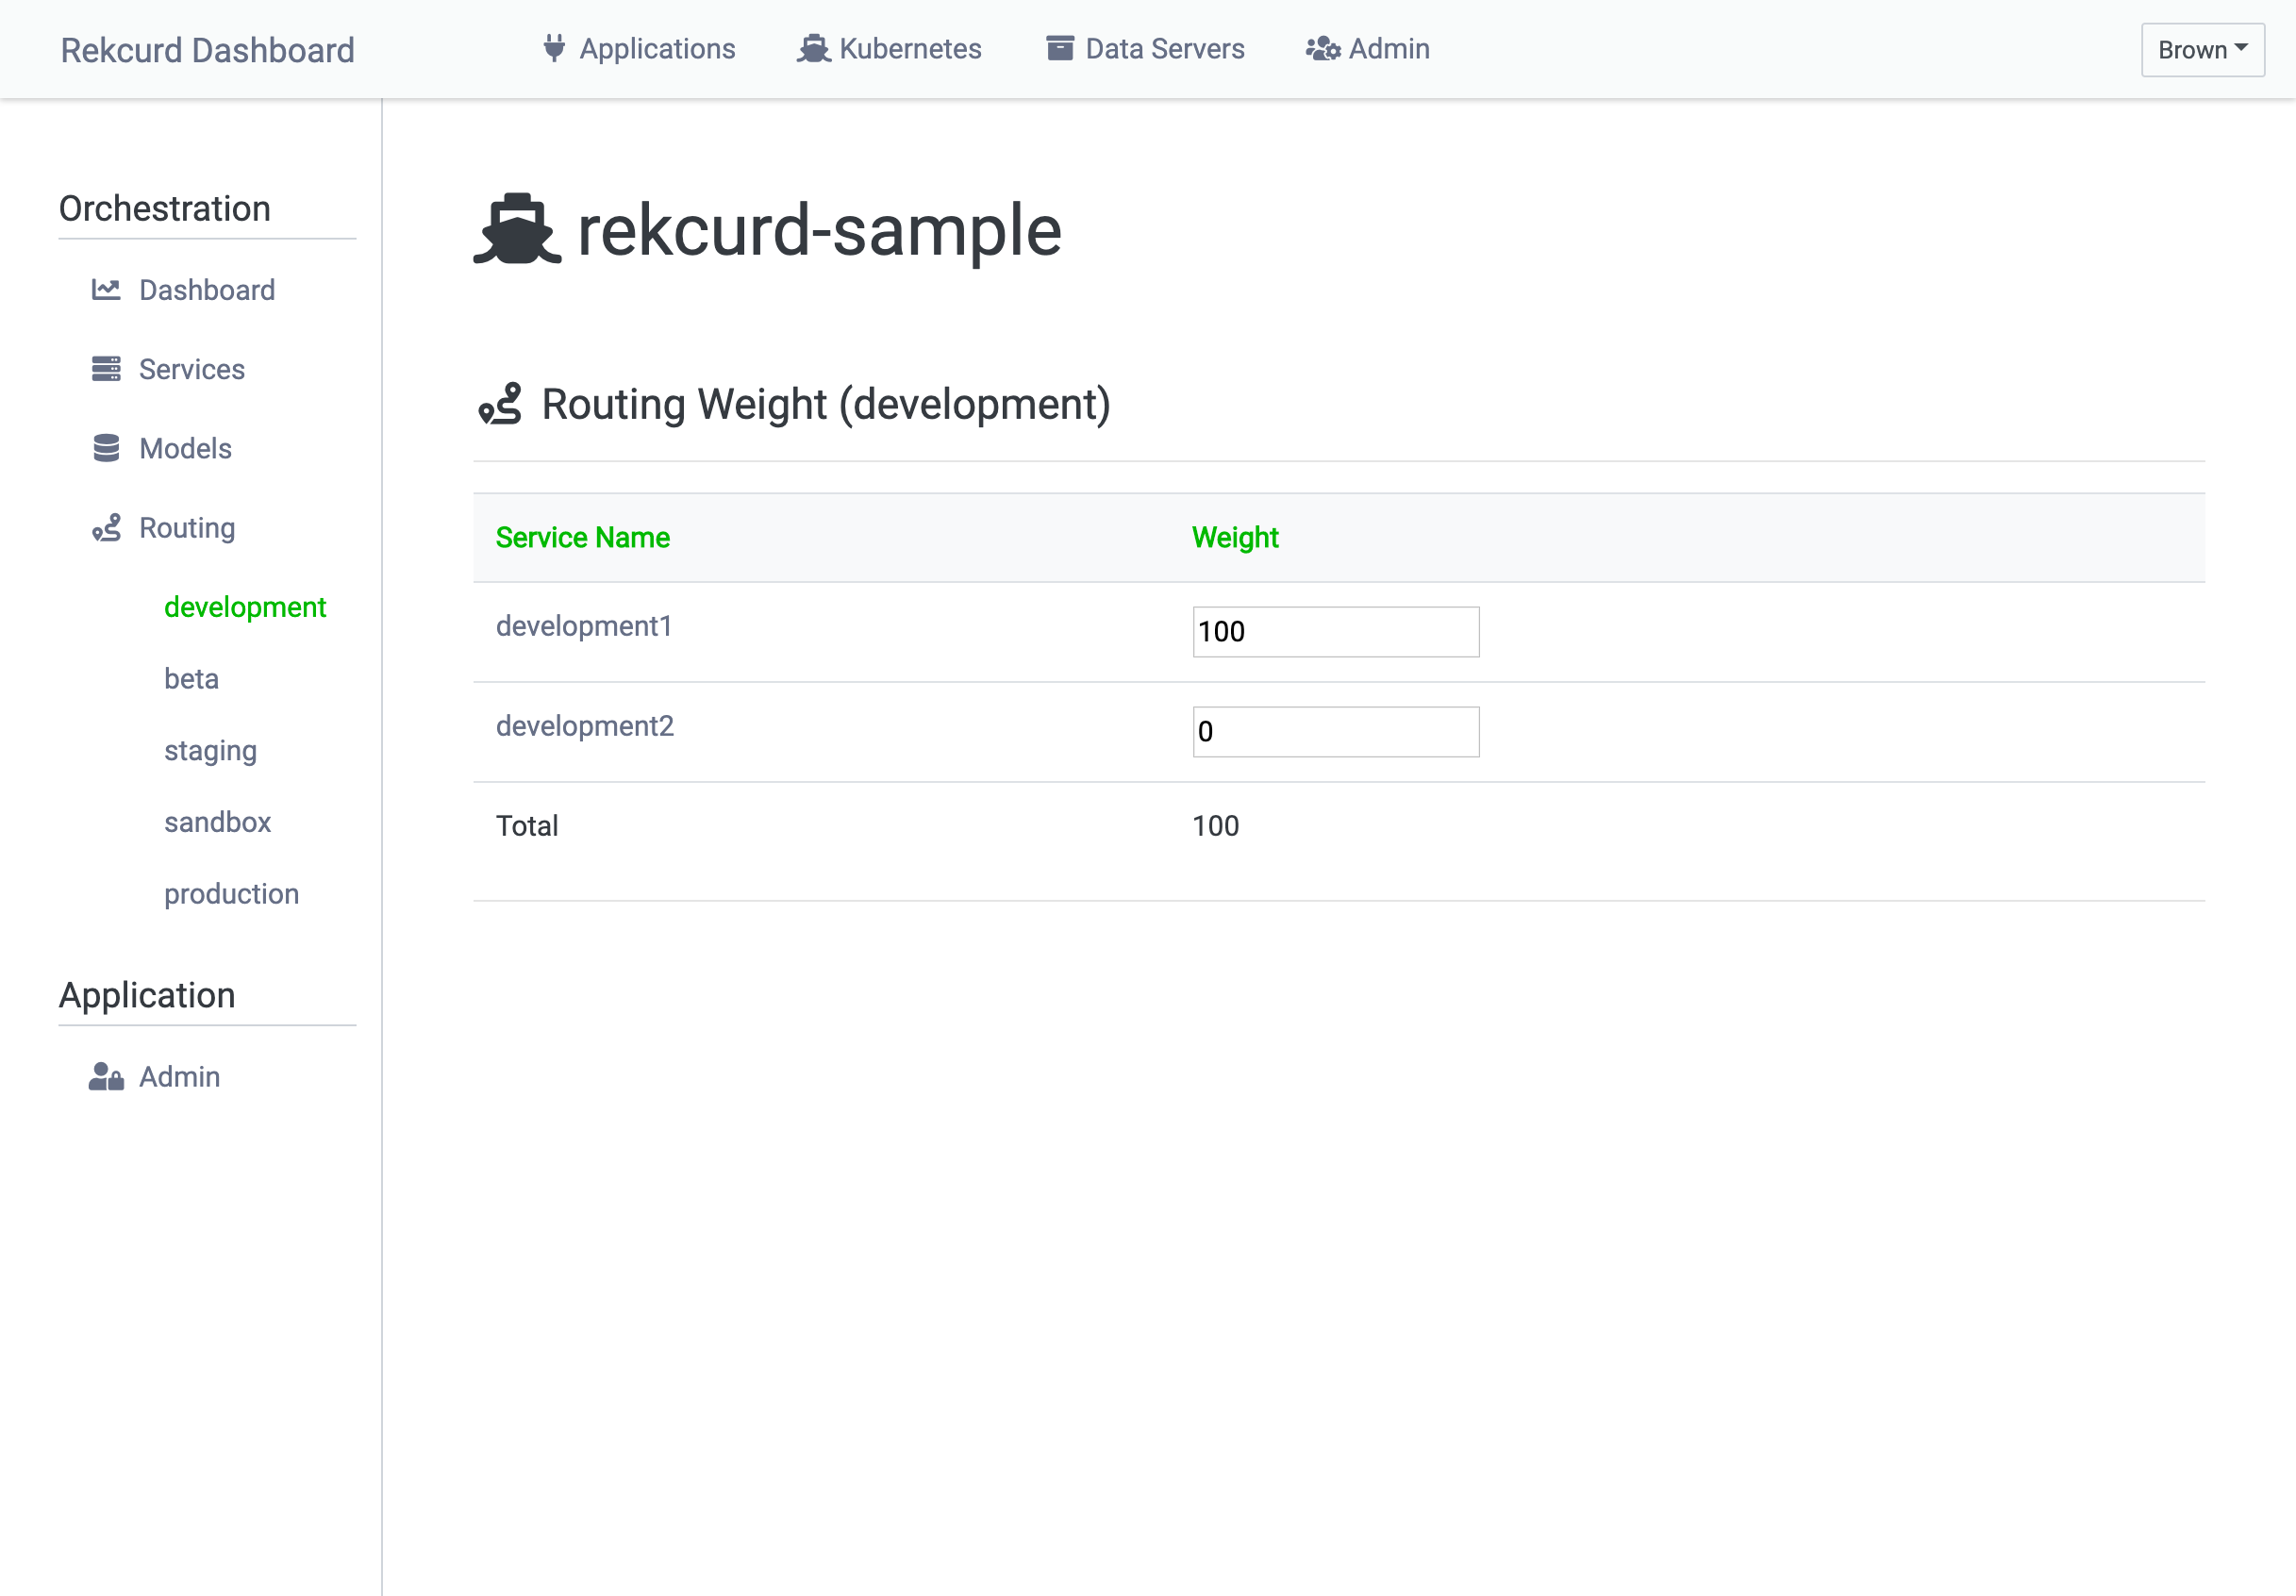 Rekcurd Dashboard
Applications
Kubernetes
Data Servers
Admin
Brown
Orchestration
Dashboard
Services
Models
Routing
development
beta
staging
sandbox
production
Application
Admin
rekcurd-sample
Routing Weight (development)
Service Name Weight
development1 100
development2 0
Total 100